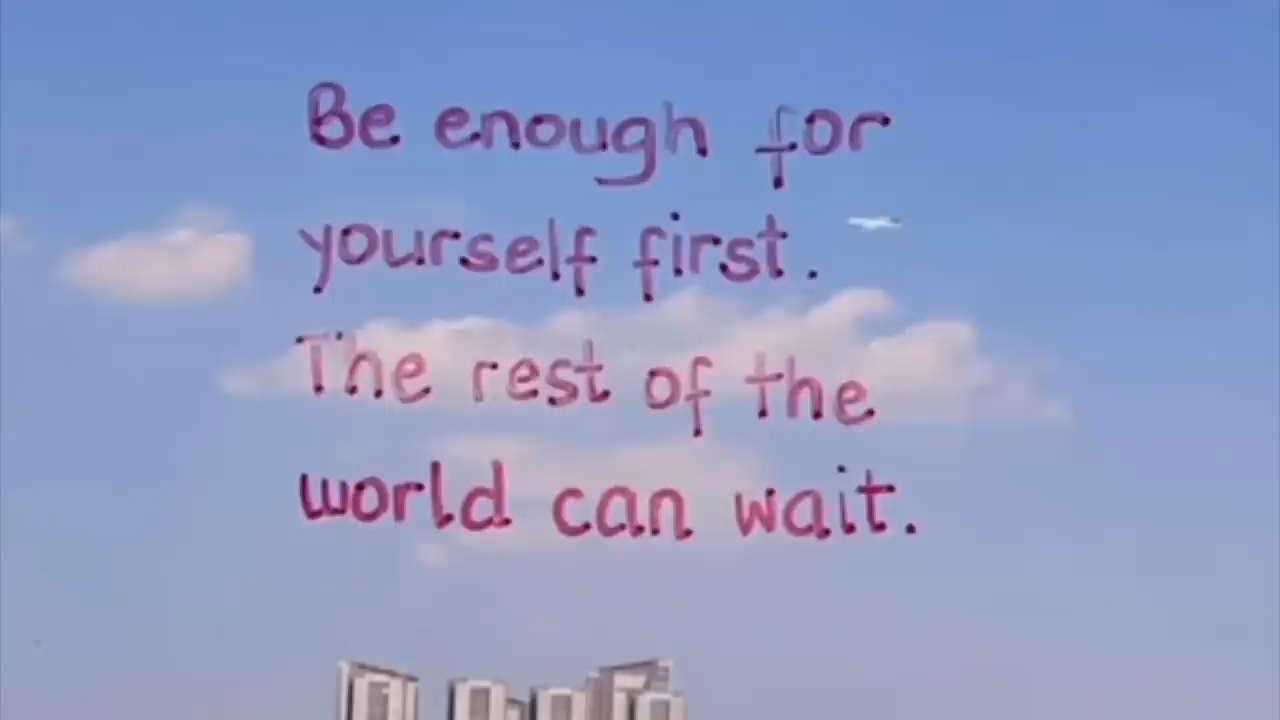 Be enough for
yourself first.
The rest of the
world can wait.